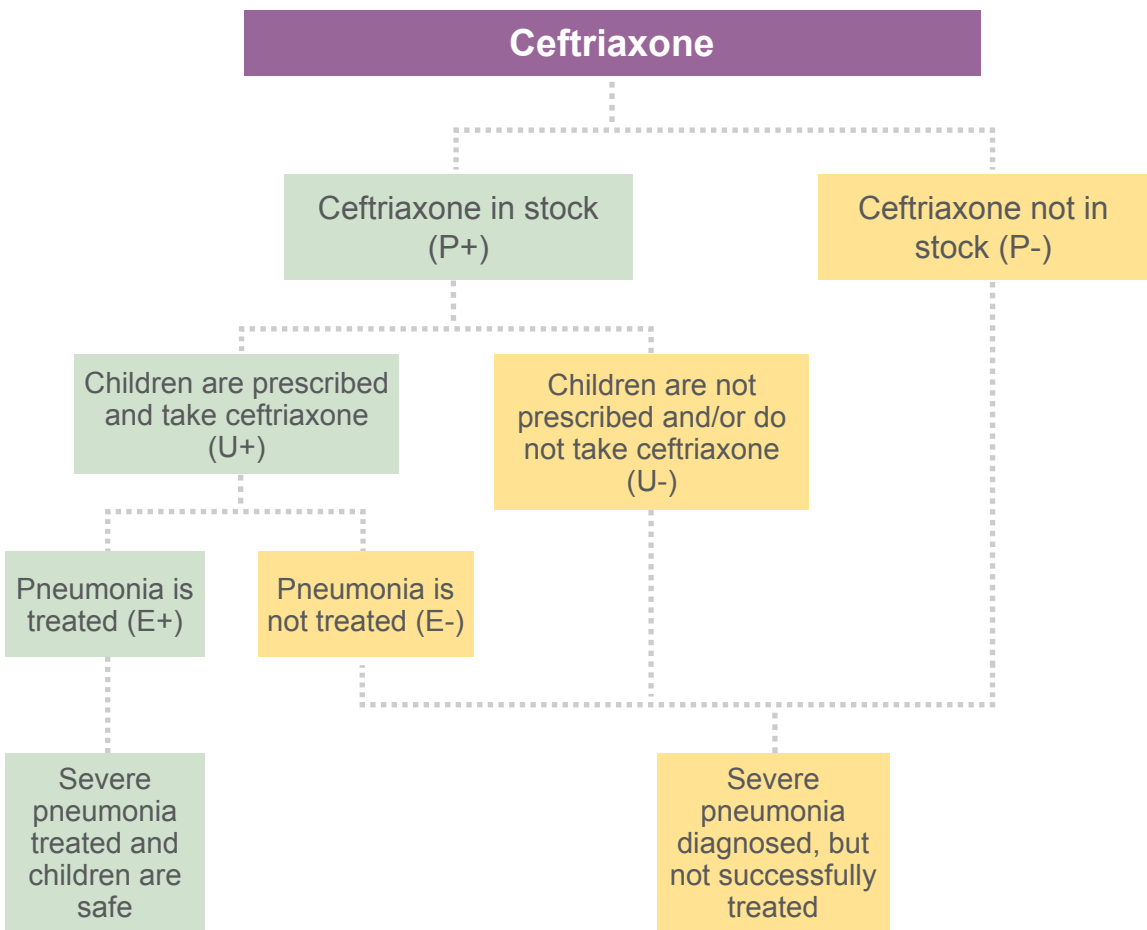 Ceftriaxone
Ceftriaxone in stock
(P+)
Ceftriaxone not in
stock (P-)
Children are prescribed
and take ceftriaxone
(U+)
Children are not
prescribed and/or do
not take ceftriaxone
(U-)
Pneumonia is
treated (E+)
Pneumonia is
not treated (E-)
Severe
pneumonia
treated and
children are
safe
Severe
pneumonia
diagnosed, but
not successfully
treated